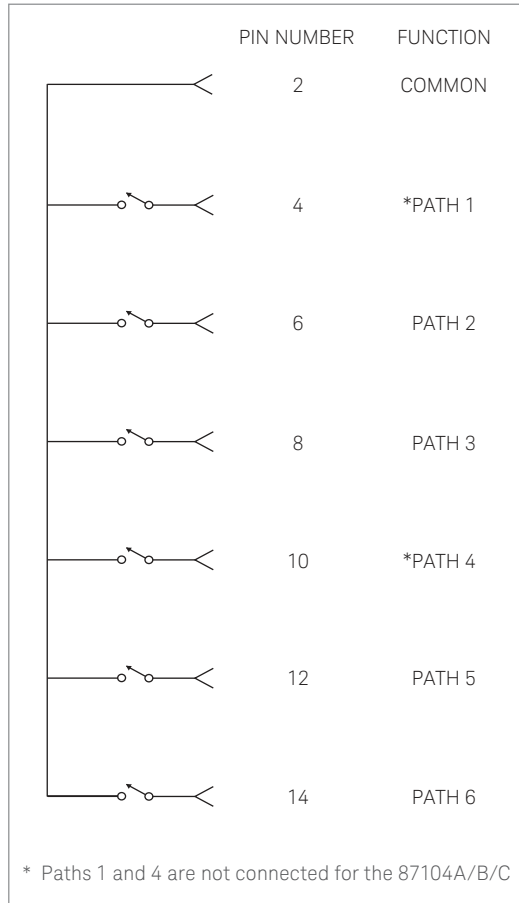 PIN NUMBER FUNCTION
2 COMMON
4 *PATH 1
6 PATH 2
8 PATH 3
10 *PATH 4
12 PATH 5
14 PATH 6
* Paths 1 and 4 are not connected for the 87104A/B/C